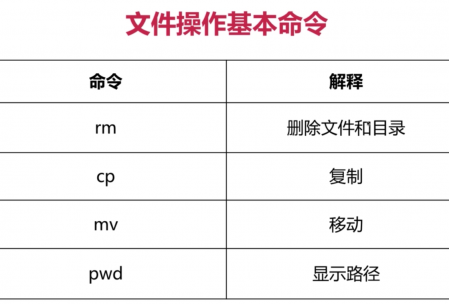 文件操作基本命令
命令 解释
rm 删除文件和目录
cp 复制
mv 移动
pwd 显示路径